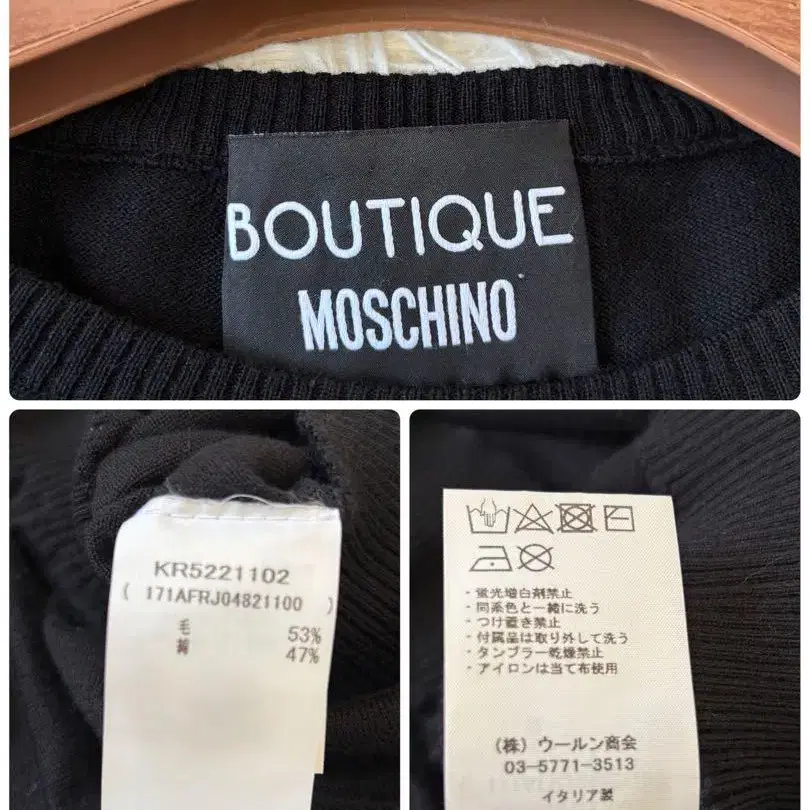 BOUTIQUE
MOSCHINO
KR5221102
( 171AFRJ04821100 )
毛 53%
綿 47%
・蛍光増白剤禁止
・同系色と一緒に洗う
・つけ置き禁止
・付属品は取り外して洗う
・タンブラー乾燥禁止
・アイロンは当て布使用
(株) ウールン商会
03-5771-3513
イタリア製